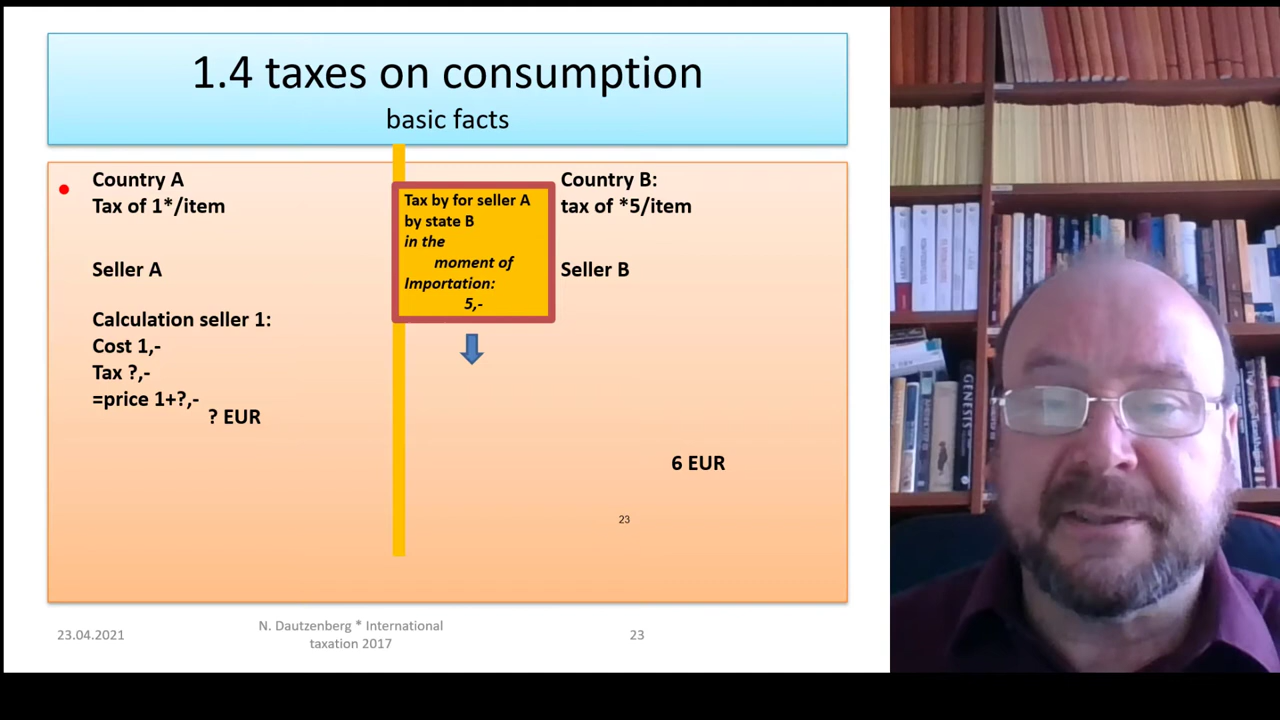 1.4 taxes on consumption
basic facts
Country A
Tax of 1*/item
Seller A
Calculation seller 1:
Cost 1,-
Tax ?,-
=price 1+?,-
? EUR
Tax by for seller A
by state B
in the
moment of
Importation:
5,-
Country B:
tax of *5/item
Seller B
6 EUR
23
23.04.2021
N. Dautzenberg * International
taxation 2017
23
GENESIS